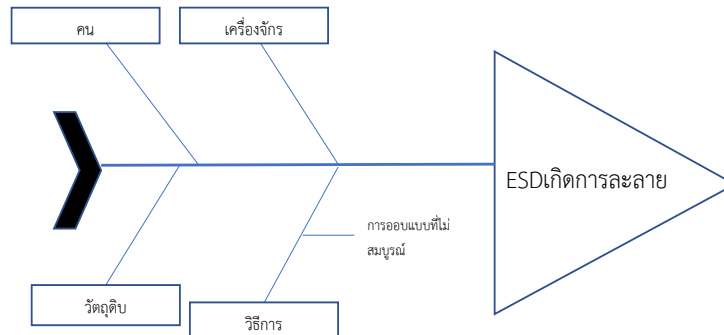 คน
เครื่องจักร
ESDเกิดการละลาย
การออบแบบที่ไม่
สมบูรณ์
วัตถุดิบ
วิธีการ